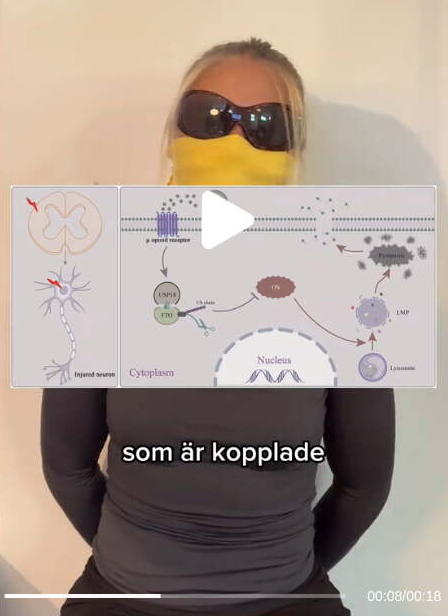 μ opioid receptor
Pyroptosis
USP18
Ub chain
FTO
OS
LMP
Nucleus
Lysosome
Injured neuron
Cytoplasm
som är kopplade
00:08/00:18